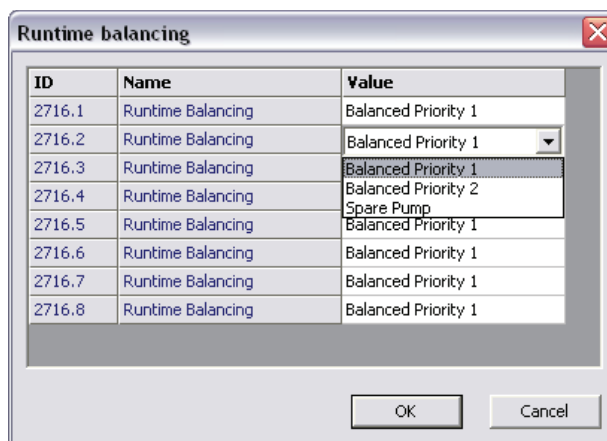 Runtime balancing
ID Name Value
2716.1 Runtime Balancing Balanced Priority 1
2716.2 Runtime Balancing Balanced Priority 1
2716.3 Runtime Balancing Balanced Priority 1
2716.4 Runtime Balancing Balanced Priority 2
Spare Pump
2716.5 Runtime Balancing Balanced Priority 1
2716.6 Runtime Balancing Balanced Priority 1
2716.7 Runtime Balancing Balanced Priority 1
2716.8 Runtime Balancing Balanced Priority 1
OK Cancel